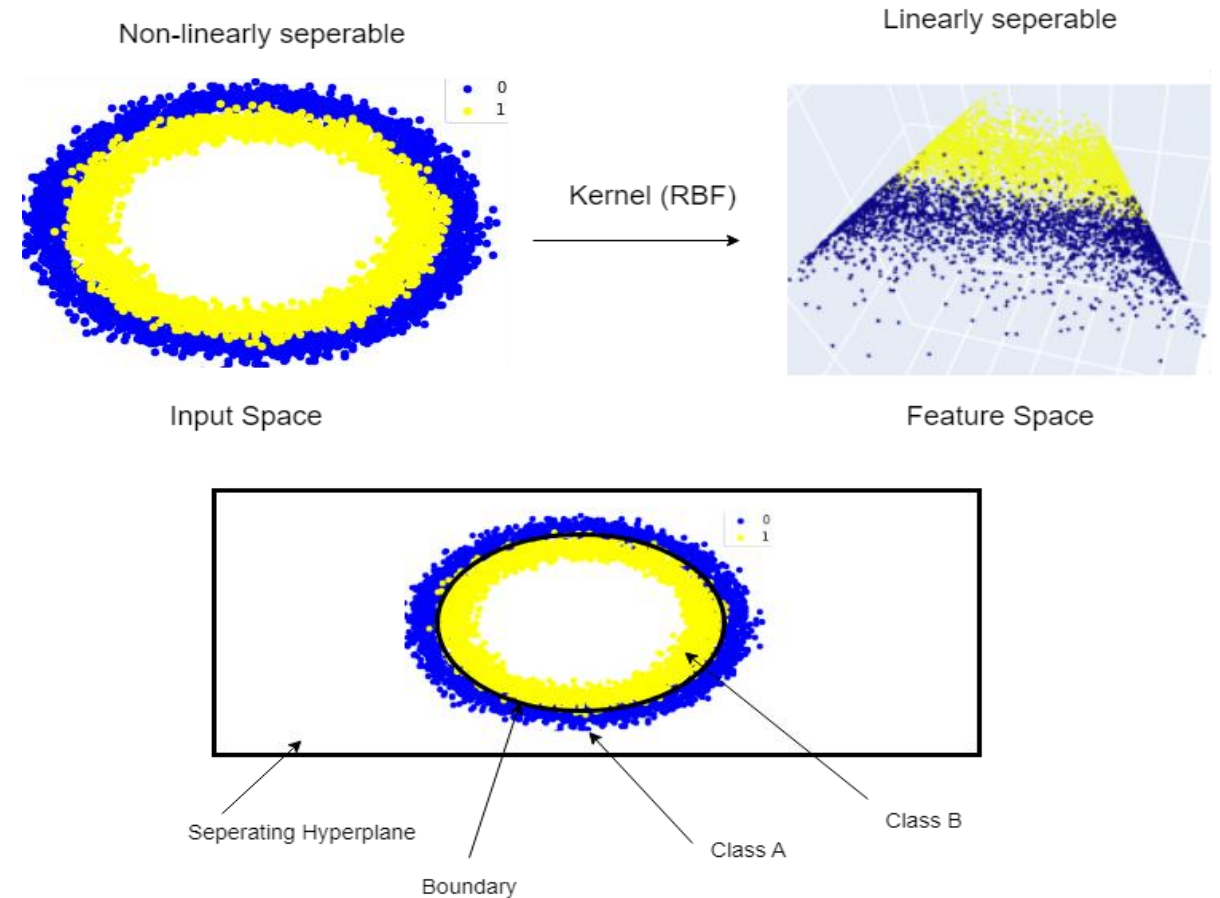 Non-linearly seperable
Linearly seperable
0
1
Kernel (RBF)
Input Space
Feature Space
0
1
Seperating Hyperplane
Boundary
Class A
Class B